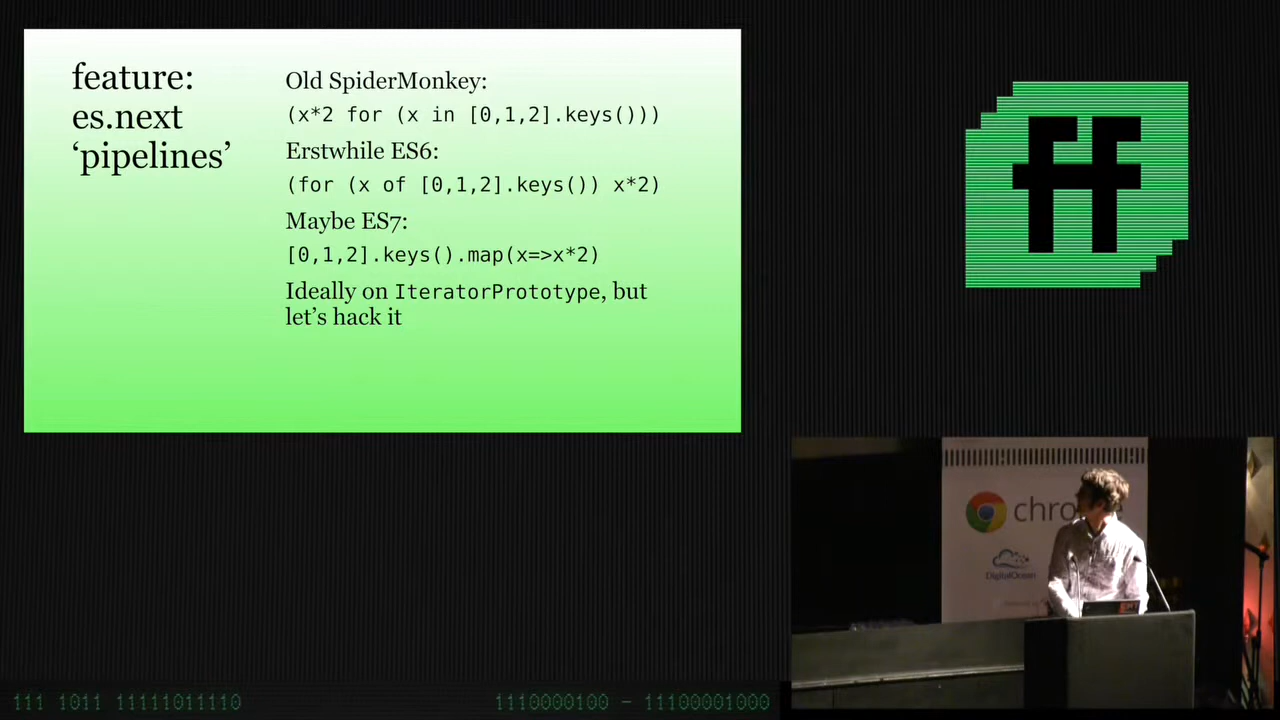 feature:
es.next
‘pipelines’
Old SpiderMonkey:
(x*2 for (x in [0,1,2].keys()))
Erstwhile ES6:
(for (x of [0,1,2].keys()) x*2)
Maybe ES7:
[0,1,2].keys().map(x=>x*2)
Ideally on IteratorPrototype, but
let’s hack it
ff
chro e
DigitalOcean
111 1011 11111011110
1110000100 – 11100001000